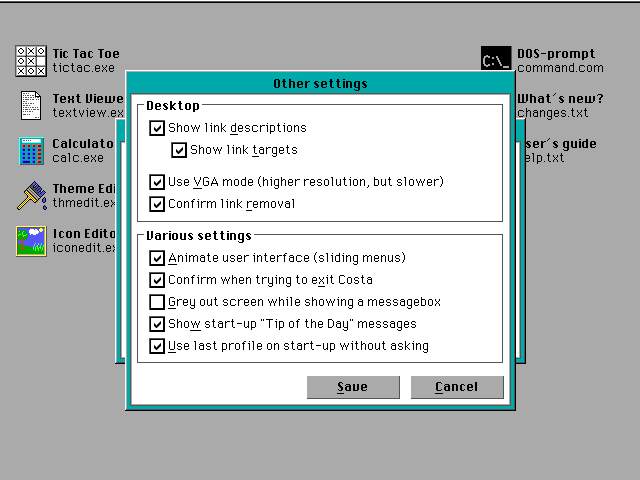 Tic Tac Toe
tictac.exe
DOS-prompt
command.com
C:\_
Other settings
Text Viewe
textview.ex
What's new?
changes.txt
Calculato
calc.exe
ser's guide
elp.txt
Theme Edi
thmedit.ex
Icon Edito
iconedit.ex
Desktop
Show link descriptions
Show link targets
Use VGA mode (higher resolution, but slower)
Confirm link removal
Various settings
Animate user interface (sliding menus)
Confirm when trying to exit Costa
Grey out screen while showing a messagebox
Show start-up "Tip of the Day" messages
Use last profile on start-up without asking
Save
Cancel